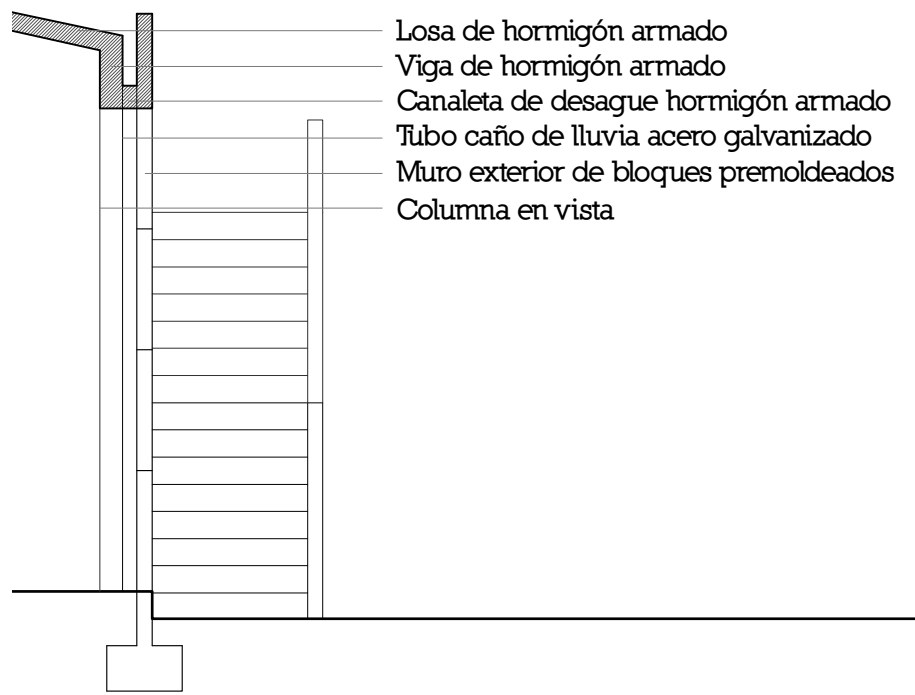 Losa de hormigón armado
Viga de hormigón armado
Canaleta de desague hormigón armado
Tubo caño de lluvia acero galvanizado
Muro exterior de bloques premoldeados
Columna en vista